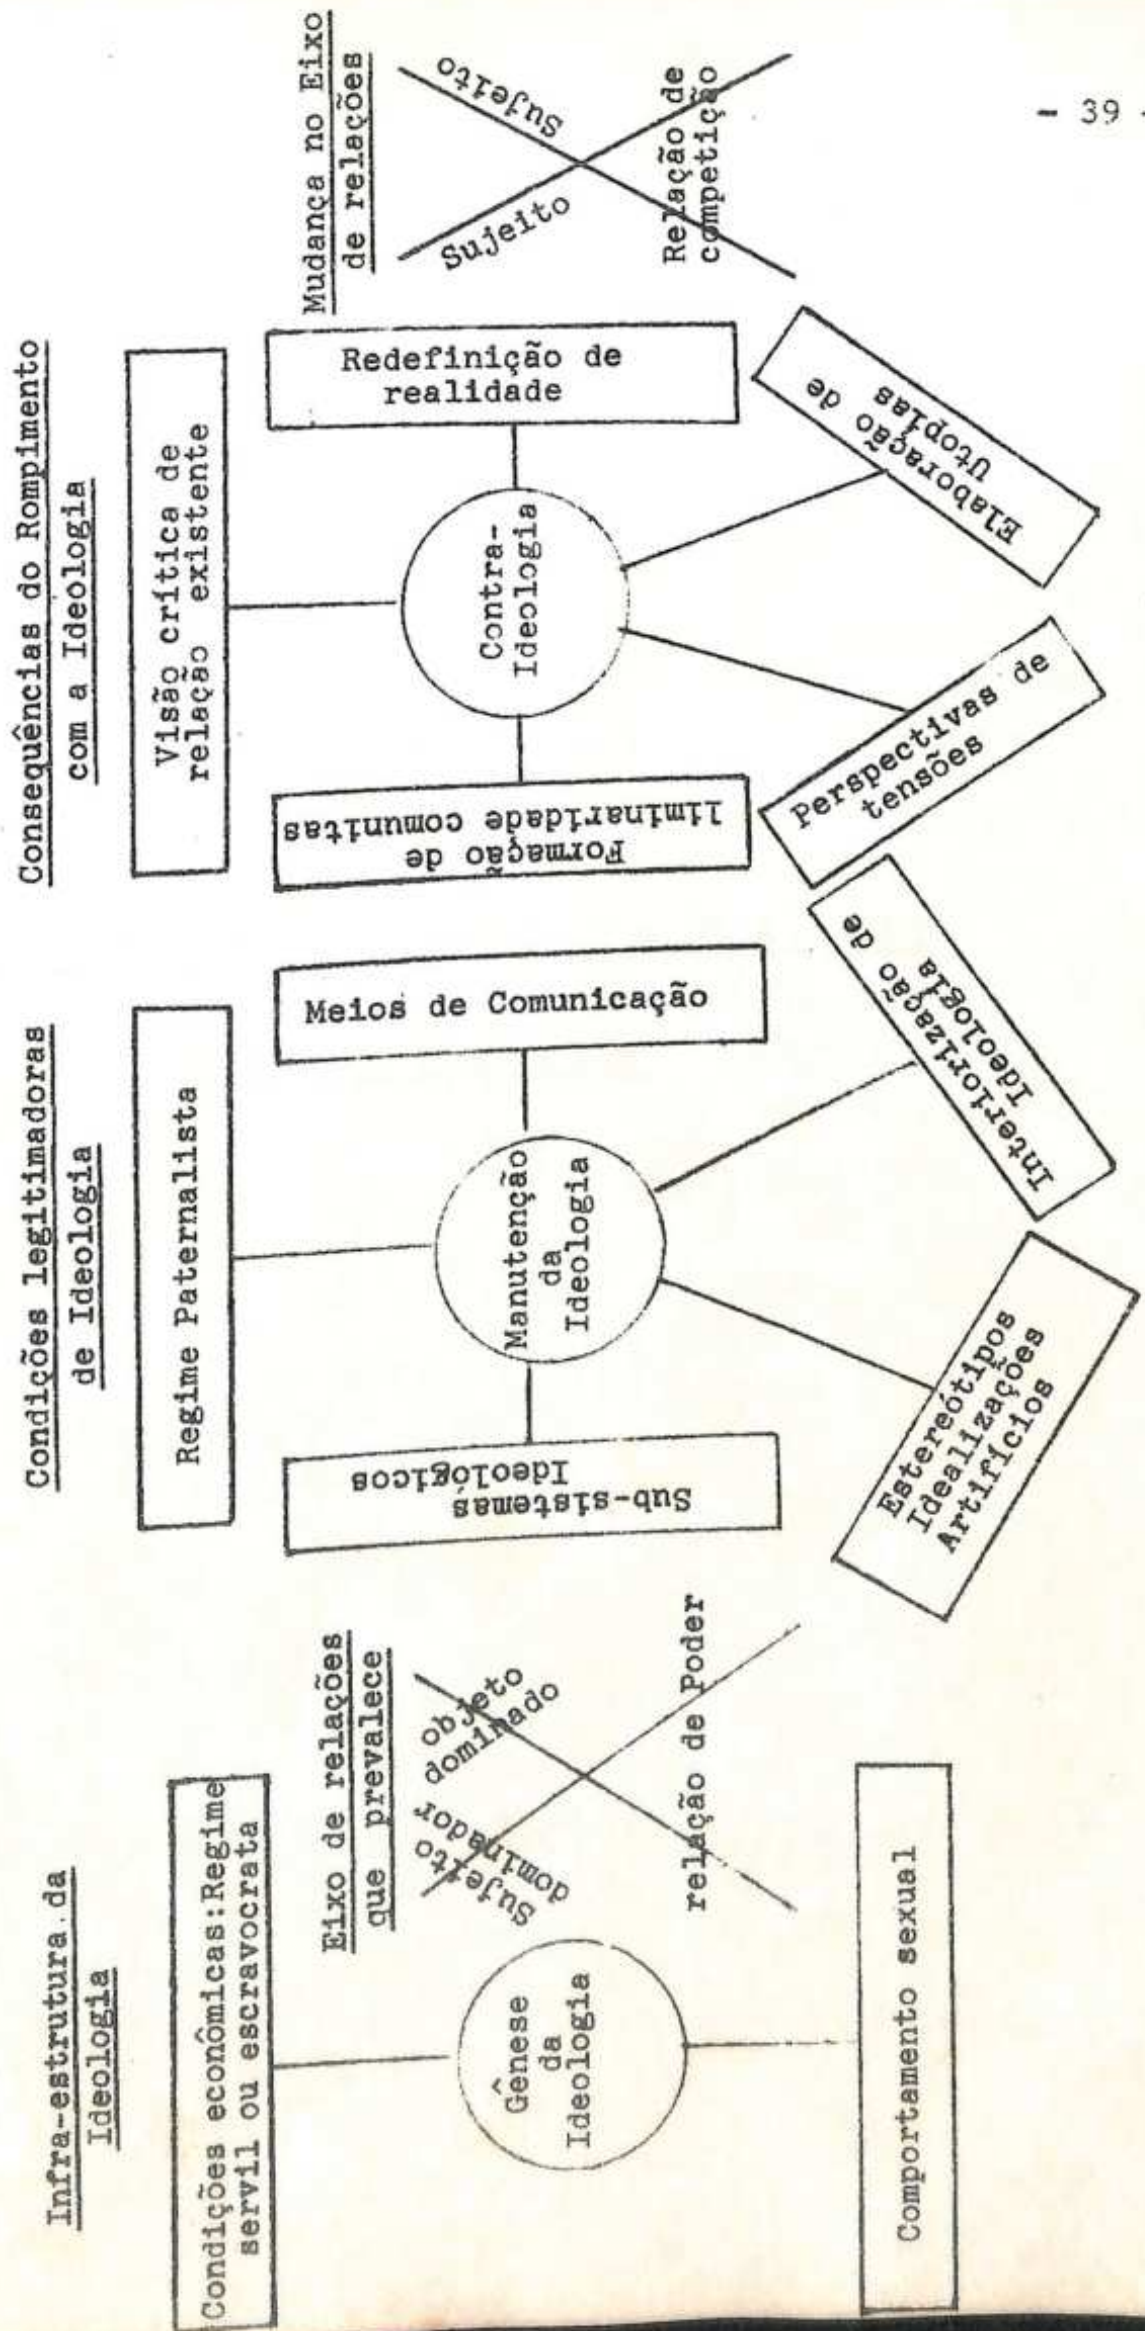 - 39 -
Infra-estrutura da
Ideologia
Condições econômicas:Regime
servil ou escravocrata
Gênese
da
Ideologia
Comportamento sexual
Eixo de relações
que prevalece
Sujeito
dominador
objeto
dominado
relação de Poder
Condições legitimadoras
de Ideologia
Regime Paternalista
Sub-sistemas
Ideológicos
Manutenção
da
Ideologia
Meios de Comunicação
Estereótipos
Idealizações
Artifícios
Interiorização de
Ideologia
Consequências do Rompimento
com a Ideologia
Visão crítica de
relação existente
Formação de
liminaridade comunitas
Contra-
Ideologia
Redefinição de
realidade
Perspectivas de
tensões
Elaboração de
Utopias
Mudança no Eixo
de relações
Sujeito
Sujeito
Relação de
competição